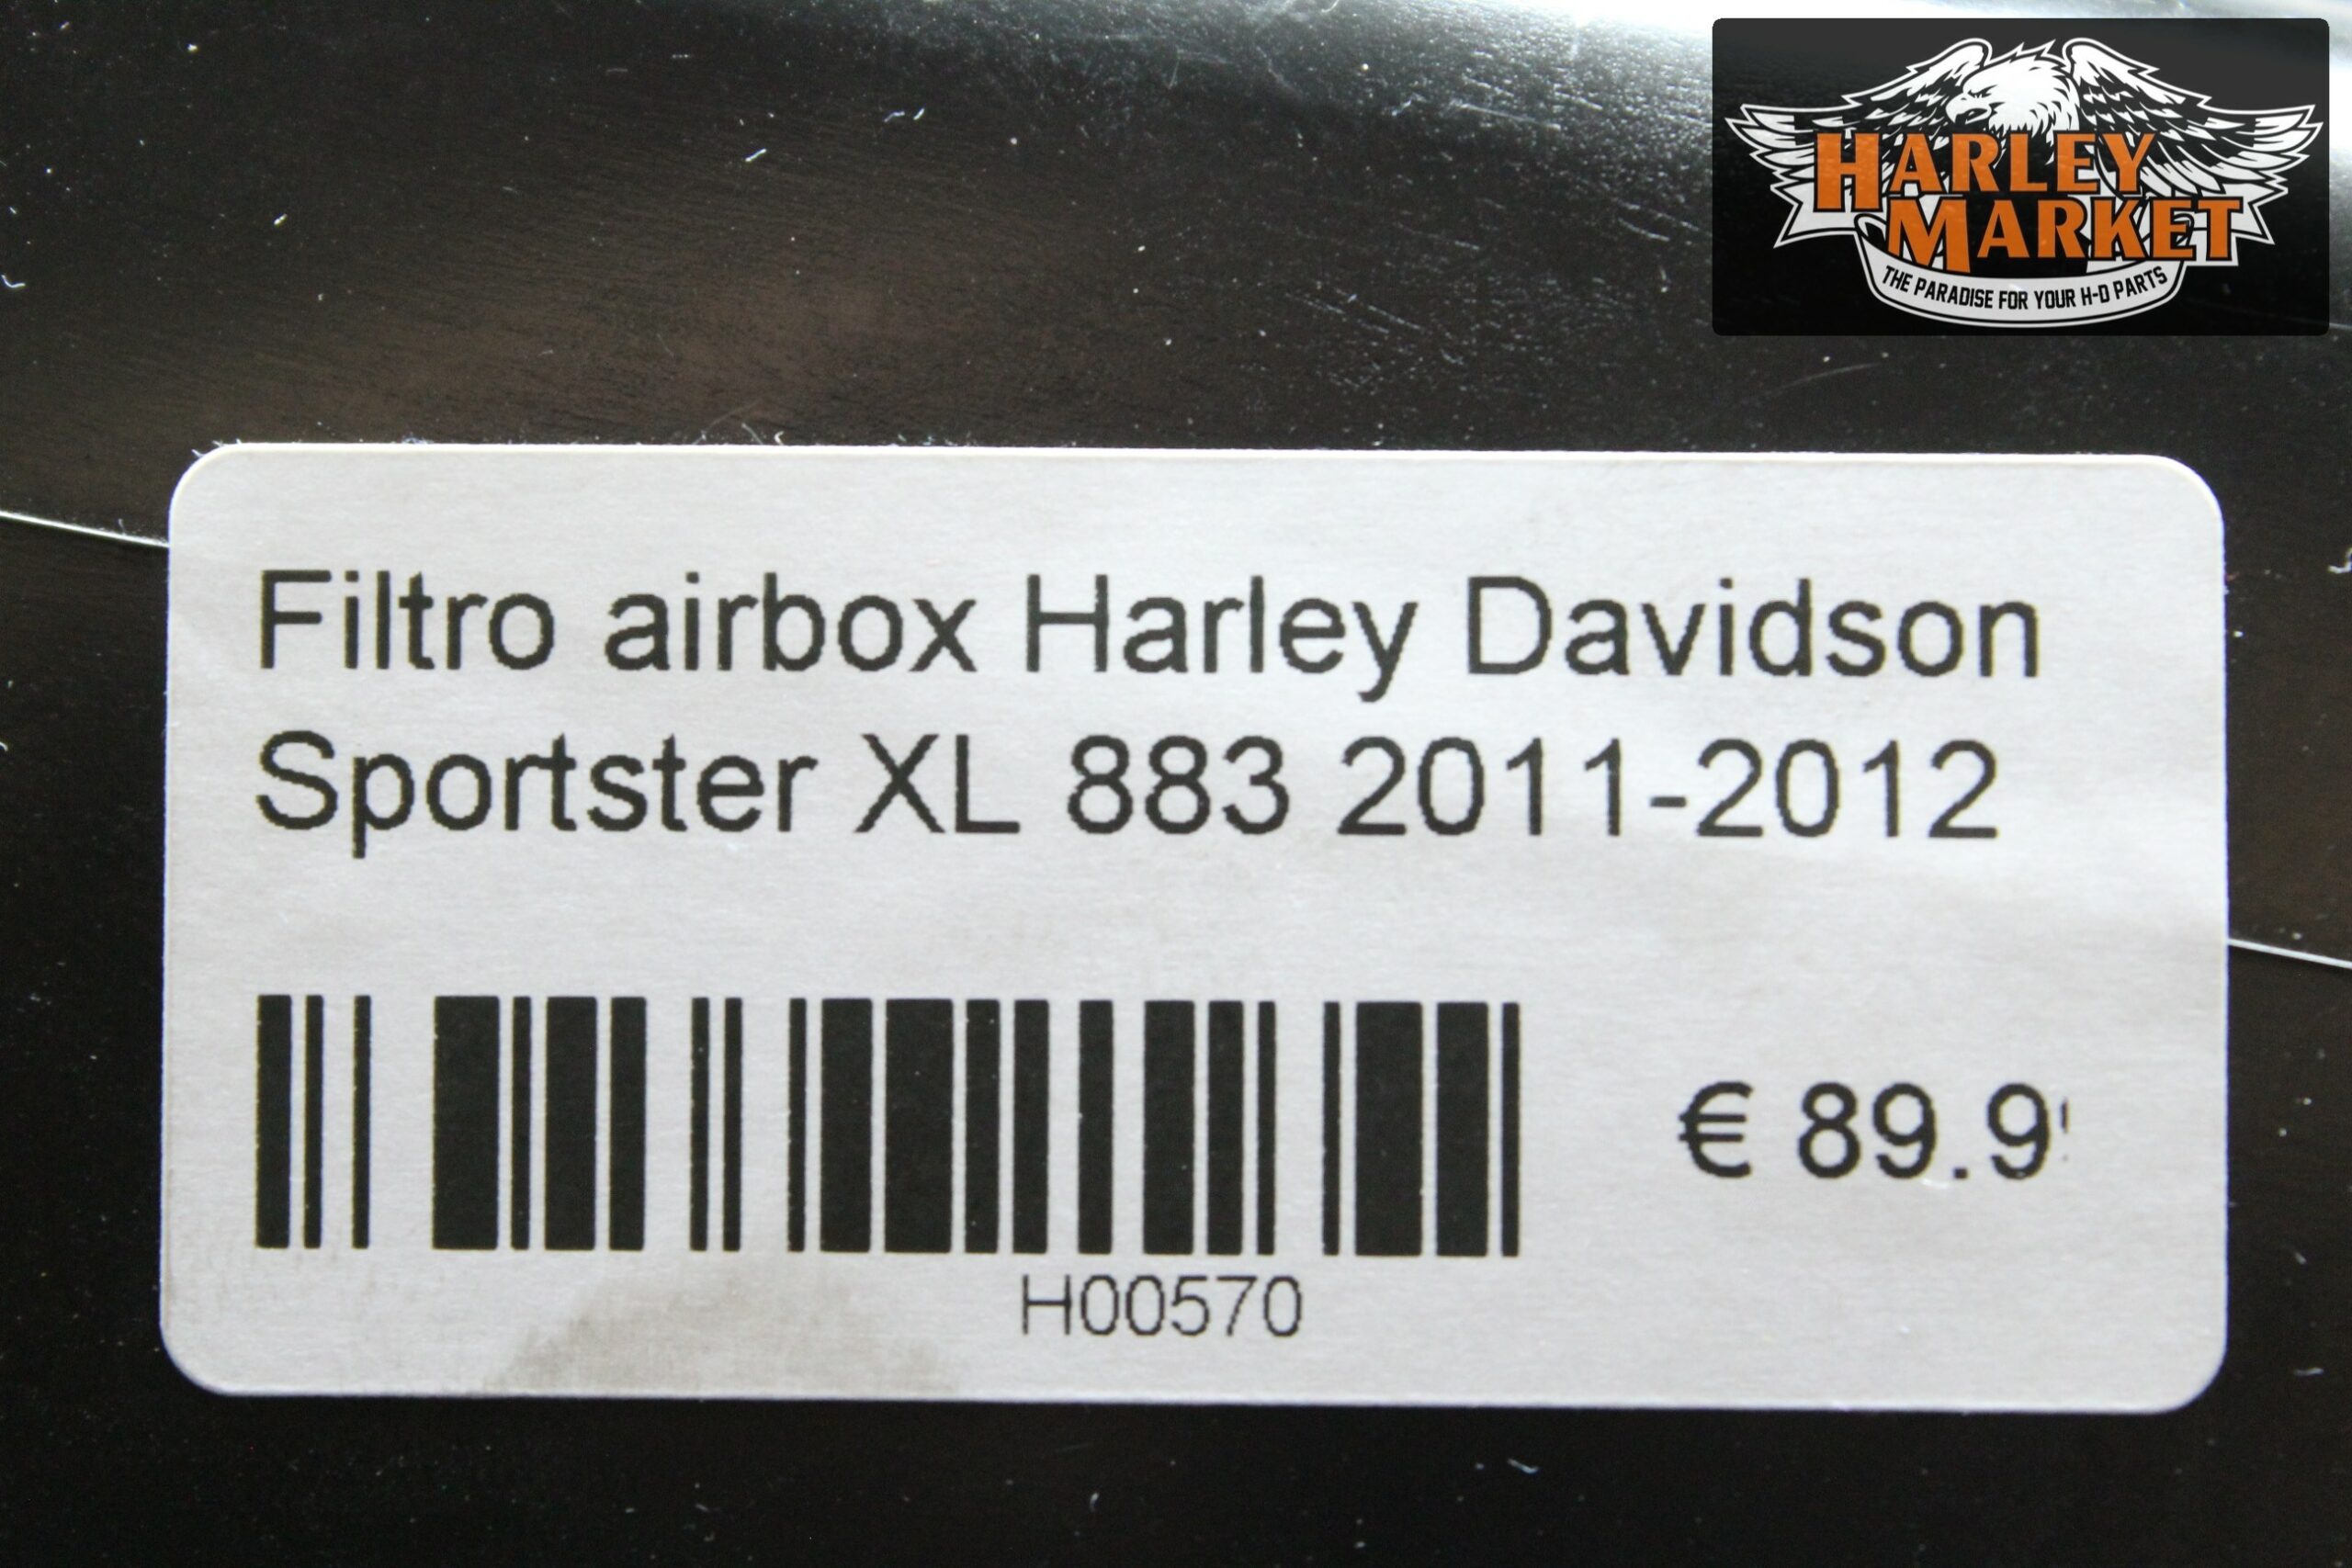 HARLEY
MARKET
THE PARADISE FOR YOUR H-D PARTS
Filtro airbox Harley Davidson
Sportster XL 883 2011-2012
€ 89.9
H00570